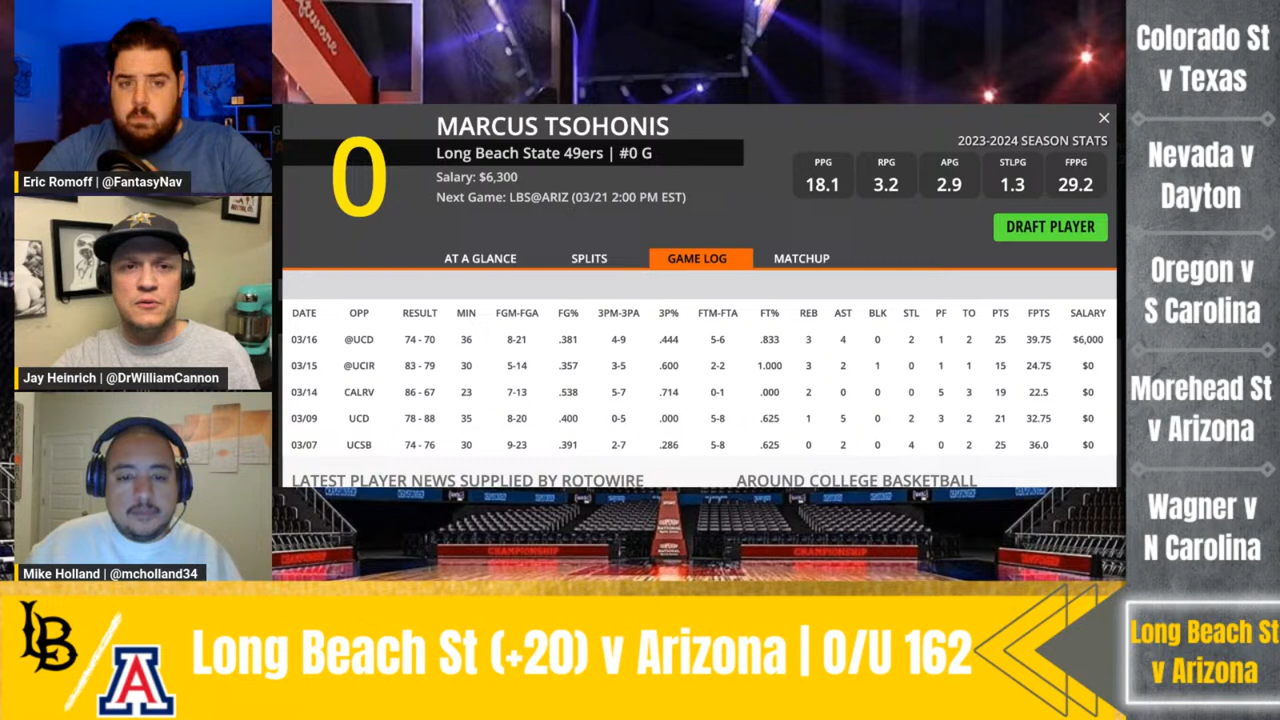 Eric Romoff | @FantasyNav
Jay Heinrich | @DrWilliamCannon
Mike Holland | @mcholland34
0
MARCUS TSOHONIS
Long Beach State 49ers | #0 G
Salary: $6,300
Next Game: LBS@ARIZ (03/21 2:00 PM EST)
2023-2024 SEASON STATS
PPG RPG APG STLPG FPPG
18.1 3.2 2.9 1.3 29.2
DRAFT PLAYER
AT A GLANCE SPLITS GAME LOG MATCHUP
DATE OPP RESULT MIN FGM-FGA FG% 3PM-3PA 3P% FTM-FTA FT% REB AST BLK STL PF TO PTS FPTS SALARY
03/16 @UCD 74 - 70 36 8-21 .381 4-9 .444 5-6 .833 3 4 0 2 1 2 25 39.75 $6,000
03/15 @UCIR 83 - 79 30 5-14 .357 3-5 .600 2-2 1.000 3 2 1 0 1 1 15 24.75 $0
03/14 CALRV 86 - 67 23 7-13 .538 5-7 .714 0-1 .000 2 0 0 0 5 3 19 22.5 $0
03/09 UCD 78 - 88 35 8-20 .400 0-5 .000 5-8 .625 1 5 0 2 3 2 21 32.75 $0
03/07 UCSB 74 - 76 30 9-23 .391 2-7 .286 5-8 .625 0 2 0 4 0 2 25 36.0 $0
LATEST PLAYER NEWS SUPPLIED BY ROTOWIRE AROUND COLLEGE BASKETBALL
CHAMPIONSHIP
CHAMPIONSHIP
LB
A
Long Beach St (+20) v Arizona | O/U 162
Colorado St
v Texas
Nevada v
Dayton
Oregon v
S Carolina
Morehead St
v Arizona
Wagner v
N Carolina
Long Beach St
v Arizona